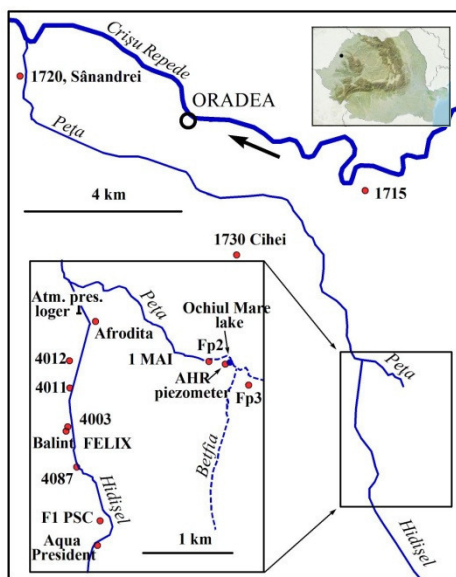 Crişu Repede
1720, Sânandrei
ORADEA
Peţa
4 km
1715
1730 Cihei
Atm. pres.
loger
Peţa
Ochiul Mare
lake
Afrodita
Fp2
1 MAI
4012
AHR
piezometer
Fp3
4011
Peţa
4003
Balint FELIX
Betfia
4087
Hidişel
F1 PSC
Aqua
President
1 km
Hidişel